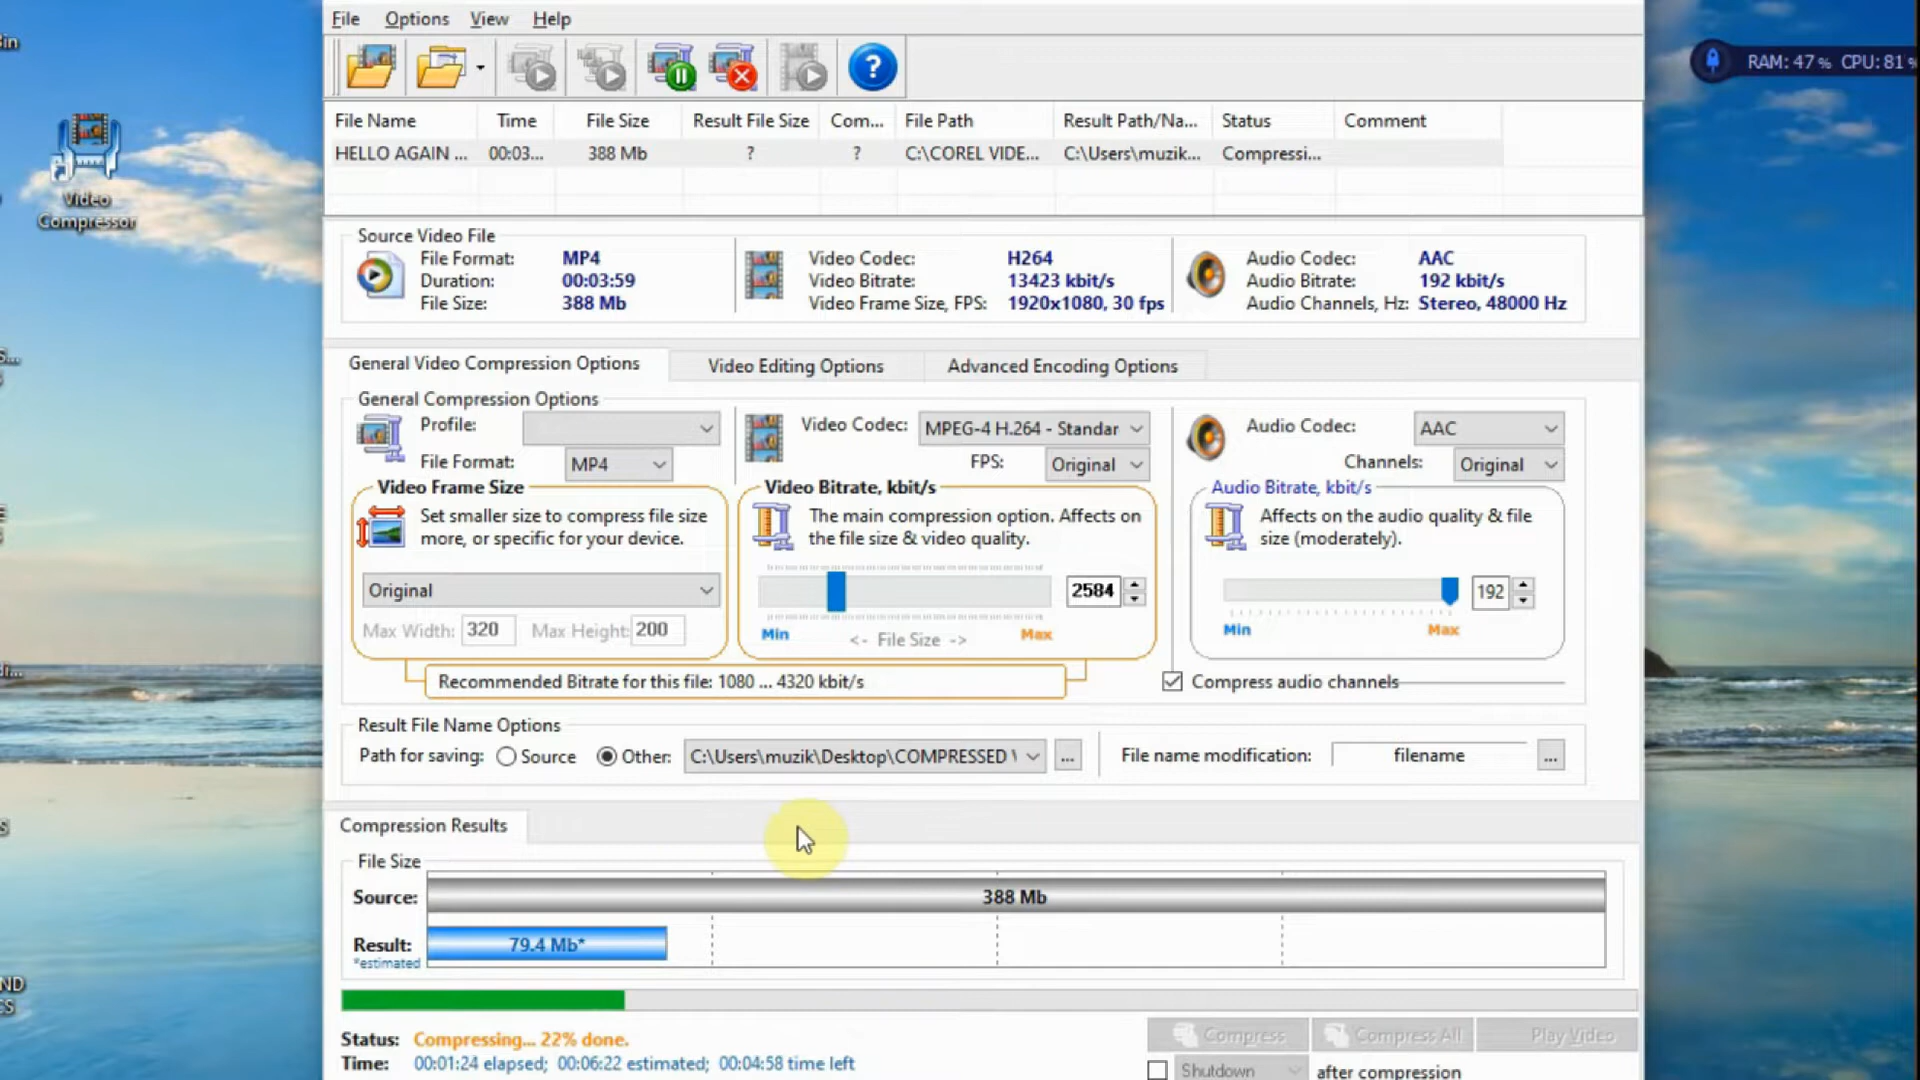 File Options View Help
RAM: 47 % CPU: 81 %
File Name Time File Size Result File Size Com... File Path Result Path/Na... Status Comment
HELLO AGAIN ... 00:03... 388 Mb ? ? C:\COREL VIDE... C:\Users\muzik... Compressi...
Video
Compressor
Source Video File
File Format: MP4 Video Codec: H264 Audio Codec: AAC
Duration: 00:03:59 Video Bitrate: 13423 kbit/s Audio Bitrate: 192 kbit/s
File Size: 388 Mb Video Frame Size, FPS: 1920x1080, 30 fps Audio Channels, Hz: Stereo, 48000 Hz
General Video Compression Options Video Editing Options Advanced Encoding Options
General Compression Options
Profile: Video Codec: MPEG-4 H.264 - Standar Audio Codec: AAC
File Format: MP4 FPS: Original Channels: Original
Video Frame Size Video Bitrate, kbit/s Audio Bitrate, kbit/s
Set smaller size to compress file size The main compression option. Affects on Affects on the audio quality & file
more, or specific for your device. the file size & video quality. size (moderately).
Original 2584 192
Max Width: 320 Max Height: 200 Min <- File Size -> Max Min Max
Recommended Bitrate for this file: 1080 ... 4320 kbit/s Compress audio channels
Result File Name Options
Path for saving: Source Other: C:\Users\muzik\Desktop\COMPRESSED ... File name modification: filename ...
Compression Results
File Size
Source: 388 Mb
Result: 79.4 Mb*
*estimated
Status: Compressing... 22% done. Compress Compress All Play Video
Time: 00:01:24 elapsed; 00:06:22 estimated; 00:04:58 time left Shutdown after compression